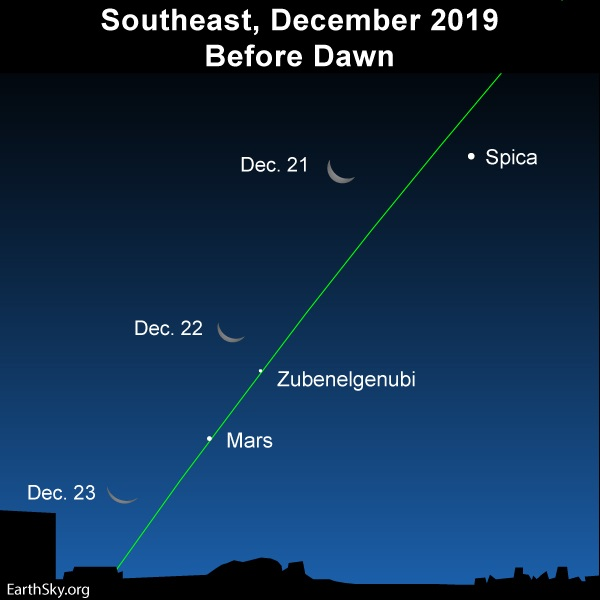 Southeast, December 2019
Before Dawn
Dec. 21
Spica
Dec. 22
Zubenelgenubi
Mars
Dec. 23
EarthSky.org